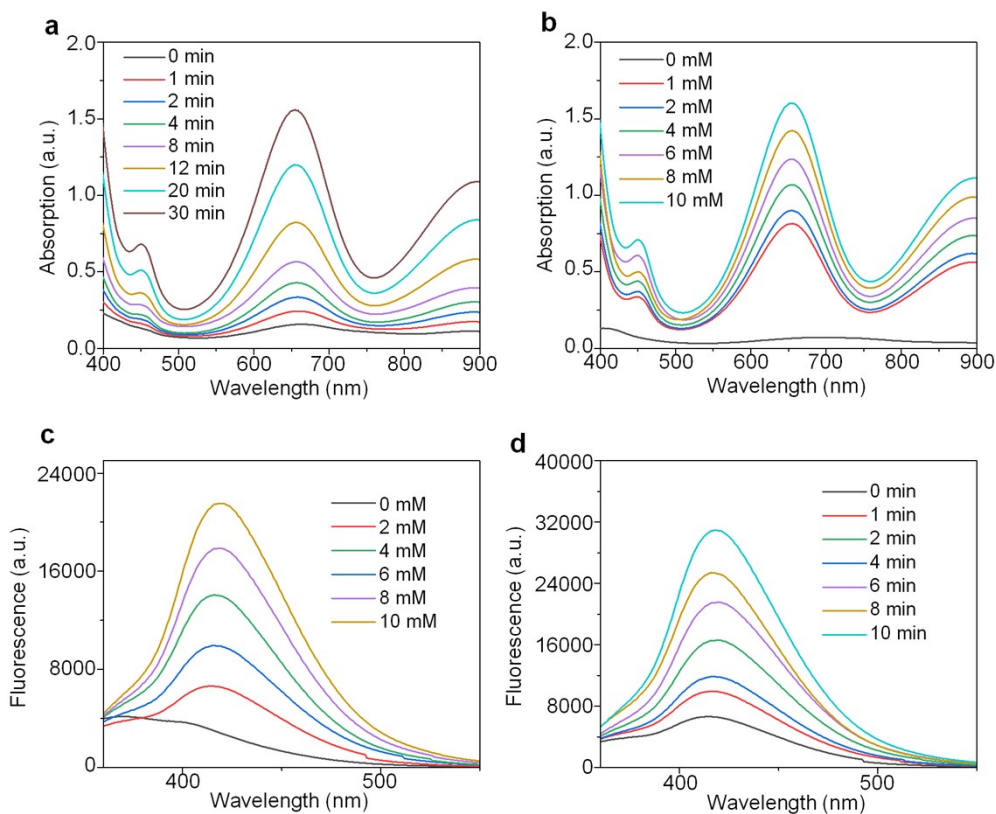 a
2.0
1.5
1.0
0.5
0.0
Absorption (a.u.)
0 min
1 min
2 min
4 min
8 min
12 min
20 min
30 min
400 500 600 700 800 900
Wavelength (nm)
b
2.0
1.5
1.0
0.5
0.0
Absorption (a.u.)
0 mM
1 mM
2 mM
4 mM
6 mM
8 mM
10 mM
400 500 600 700 800 900
Wavelength (nm)
c
24000
16000
8000
0
Fluorescence (a.u.)
0 mM
2 mM
4 mM
6 mM
8 mM
10 mM
400 500
Wavelength (nm)
d
40000
32000
24000
16000
8000
0
Fluorescence (a.u.)
0 min
1 min
2 min
4 min
6 min
8 min
10 min
400 500
Wavelength (nm)